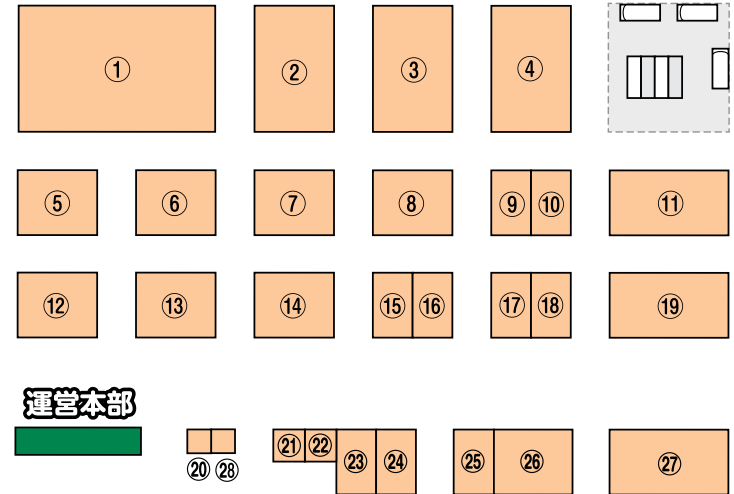 ① ② ③ ④
⑤ ⑥ ⑦ ⑧ ⑨ ⑩ ⑪
⑫ ⑬ ⑭ ⑮ ⑯ ⑰ ⑱ ⑲
運営本部
⑳ ㉘ ㉑ ㉒ ㉓ ㉔ ㉕ ㉖ ㉗